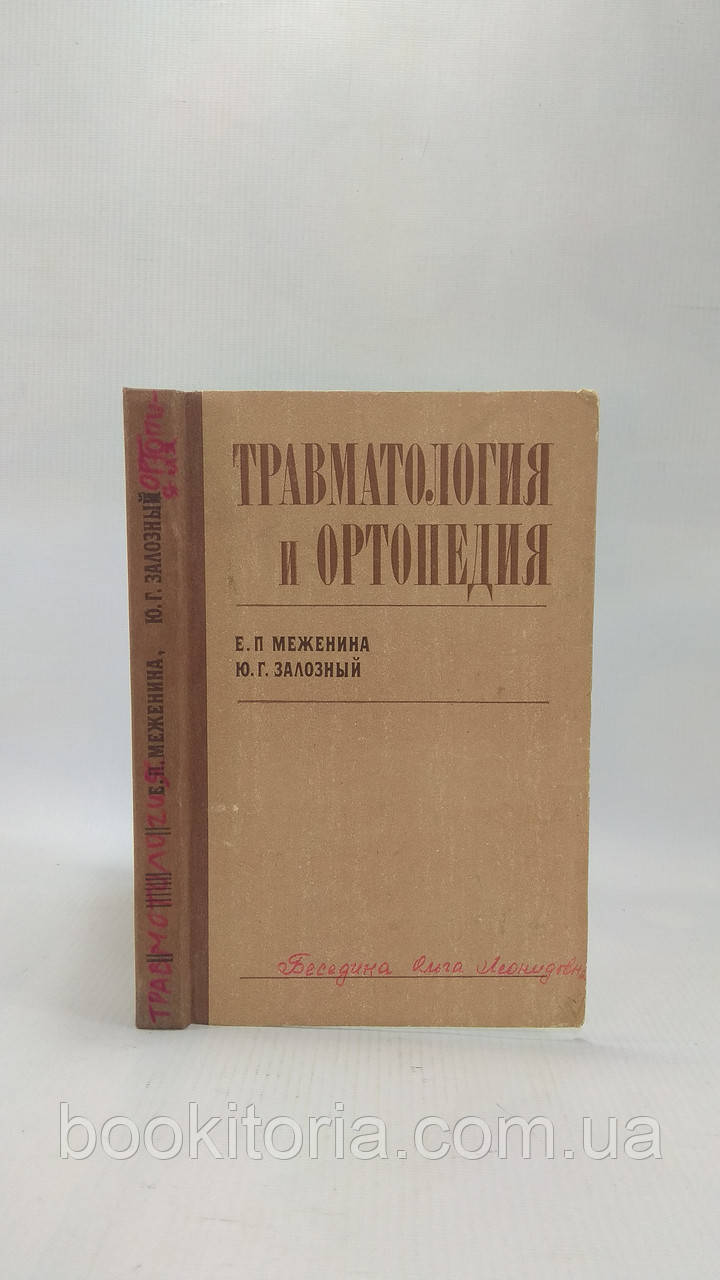 ТРАВМАТОЛОГИЯ
и ОРТОПЕДИЯ
Е. П МЕЖЕНИНА
Ю. Г. ЗАЛОЗНЫЙ
Беседина Ольга Леонидовн
Е. П. МЕЖЕНИНА, Ю. Г. ЗАЛОЗНЫЙ
bookitoria.com.ua